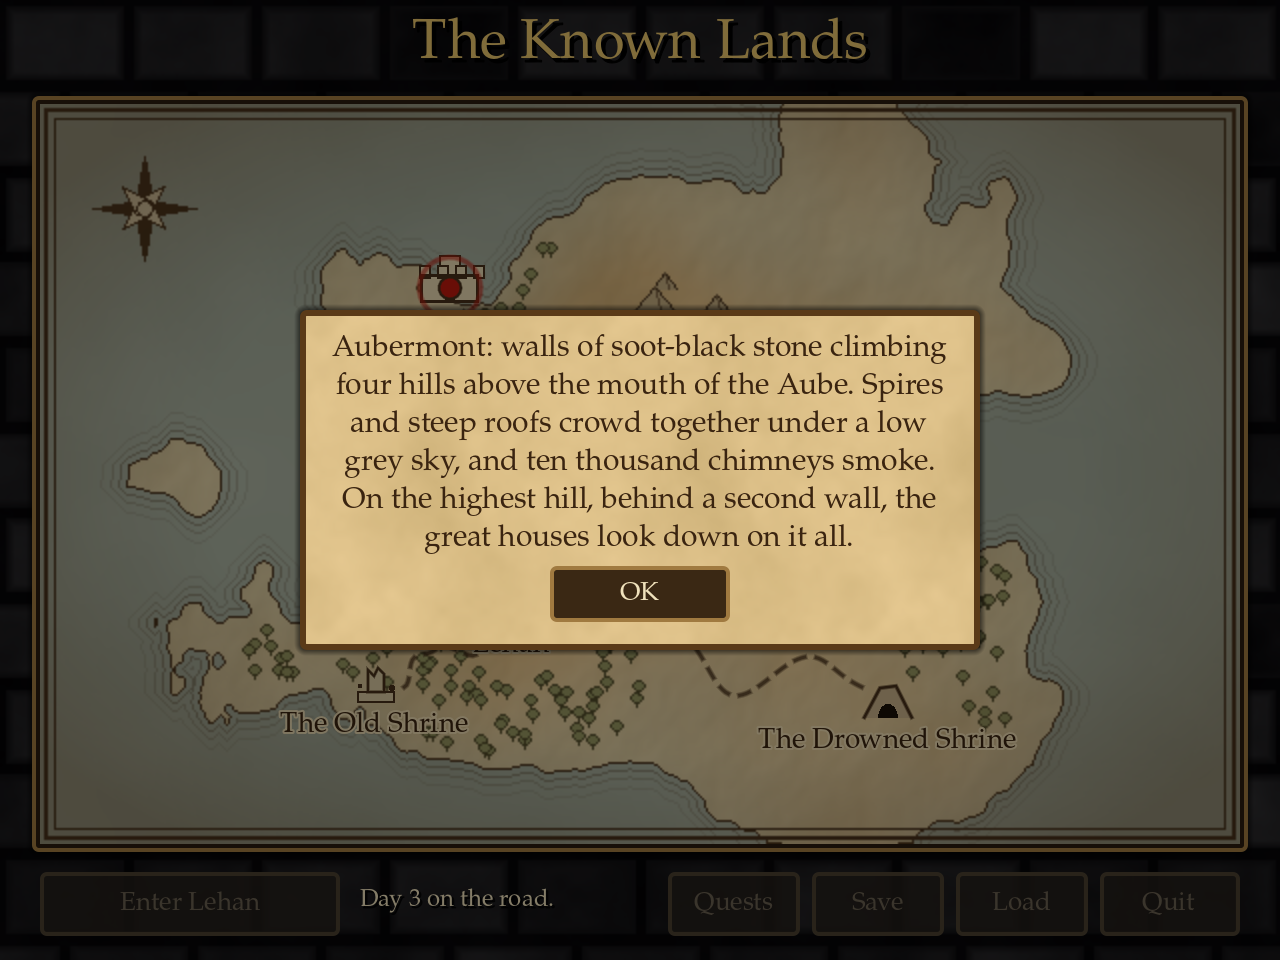 The Known Lands
Aubermont: walls of soot-black stone climbing
four hills above the mouth of the Aube. Spires
and steep roofs crowd together under a low
grey sky, and ten thousand chimneys smoke.
On the highest hill, behind a second wall, the
great houses look down on it all.
OK
The Old Shrine
The Drowned Shrine
Enter Lehan
Day 3 on the road.
Quests
Save
Load
Quit